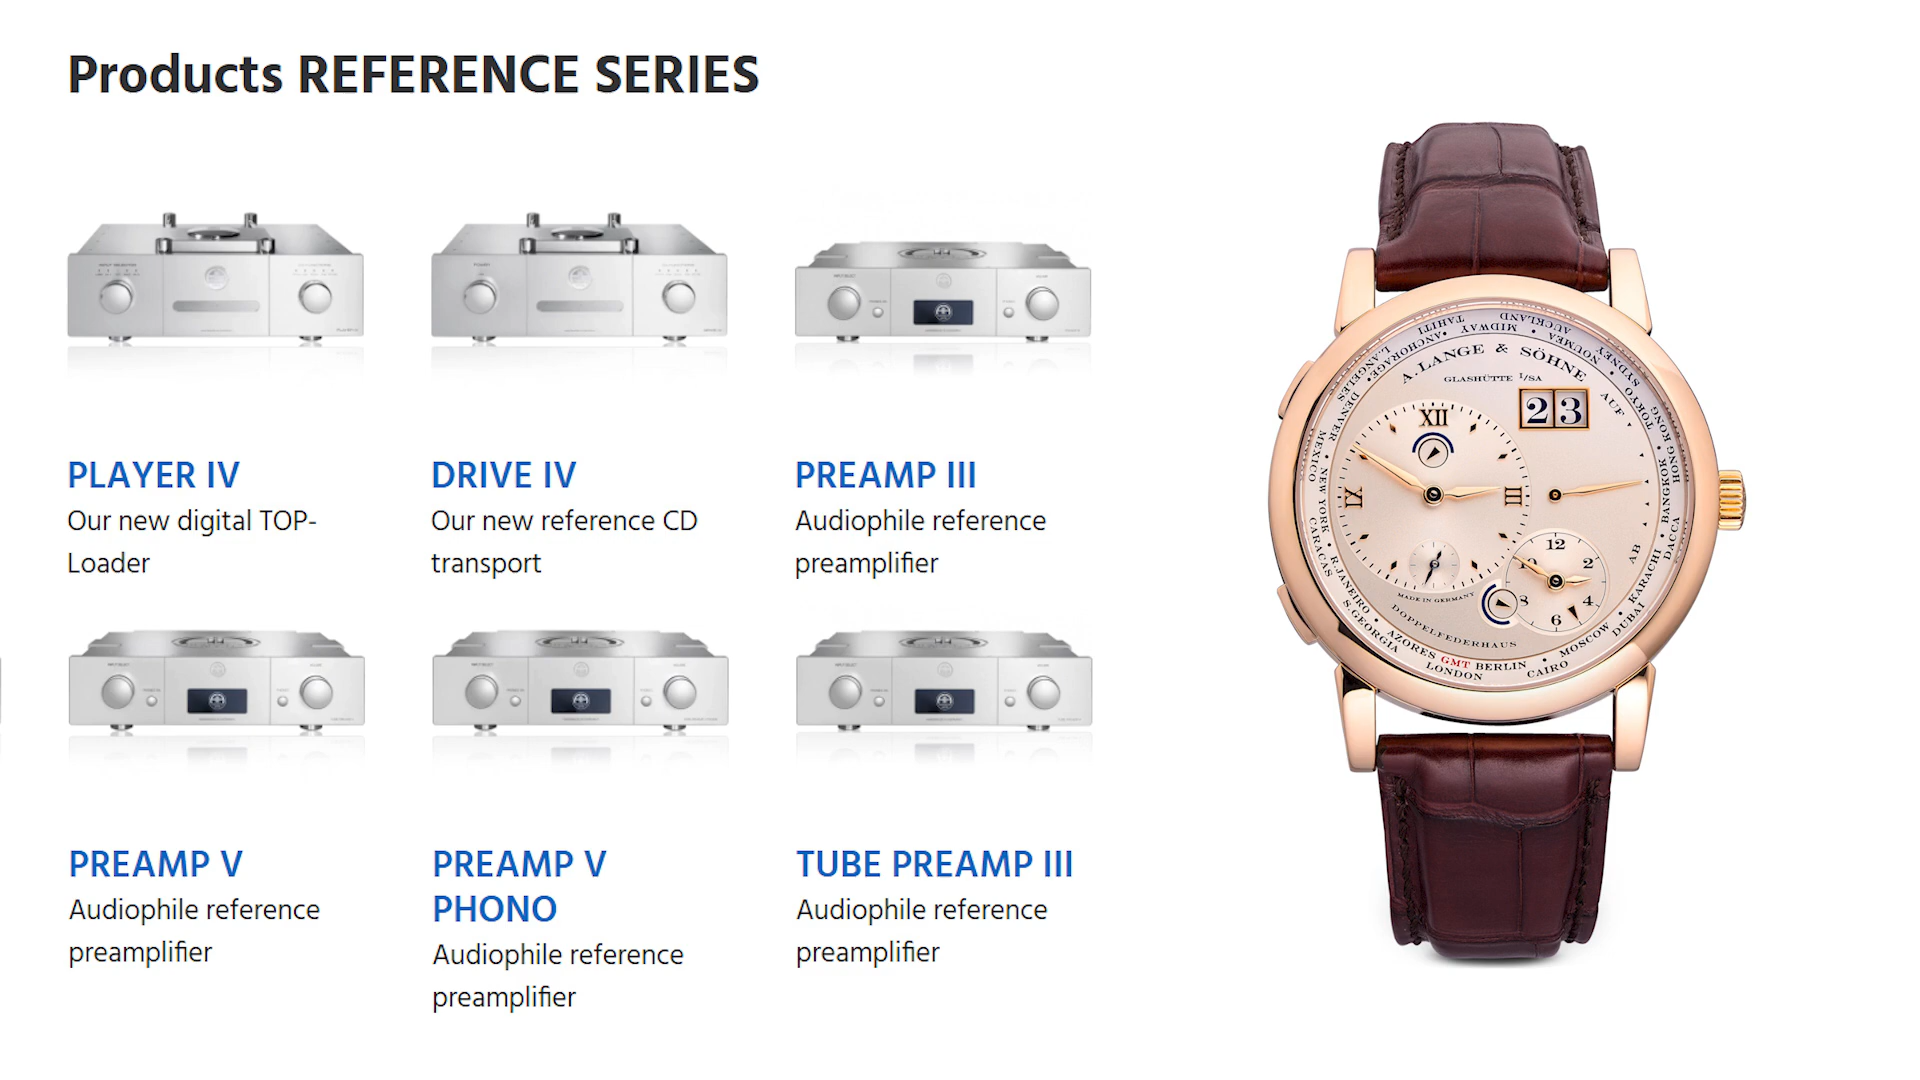 Products REFERENCE SERIES
PLAYER IV
Our new digital TOP-
Loader
DRIVE IV
Our new reference CD
transport
PREAMP III
Audiophile reference
preamplifier
PREAMP V
Audiophile reference
preamplifier
PREAMP V
PHONO
Audiophile reference
preamplifier
TUBE PREAMP III
Audiophile reference
preamplifier
A. LANGE & SÖHNE
GLASHÜTTE I/SA
23
AUF
AB
XII
III
IX
12
2
4
6
8
10
MADE IN GERMANY
DOPPELFEDERHAUS
TAHITI
MIDWAY
AUCKLAND
NOUMEA
SYDNEY
TOKYO
HONG KONG
BANGKOK
DACCA
KARACHI
DUBAI
MOSCOW
CAIRO
BERLIN
GMT
LONDON
AZORES
S.GEORGIA
R.JANEIRO
CARACAS
NEW YORK
MEXICO
DENVER
L.ANGELES
ANCHORAGE